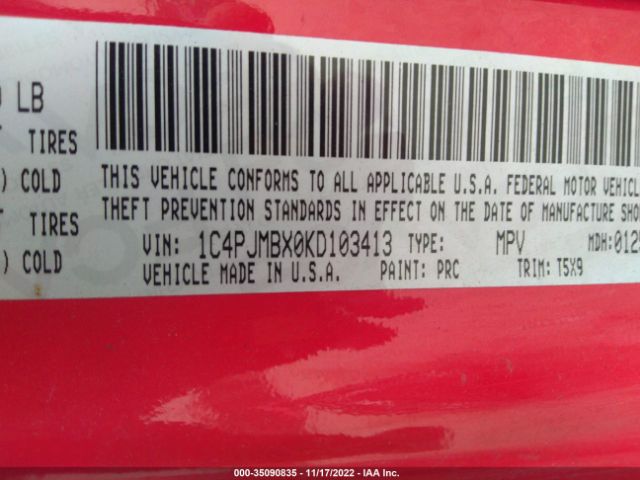 LB
TIRES
) COLD
THIS VEHICLE CONFORMS TO ALL APPLICABLE U.S.A. FEDERAL MOTOR VEHICL
THEFT PREVENTION STANDARDS IN EFFECT ON THE DATE OF MANUFACTURE SHO
TIRES
VIN: 1C4PJMBX0KD103413 TYPE: MPV MDH: 012
) COLD
VEHICLE MADE IN U.S.A. PAINT: PRC TRIM: T5X9
000-35090835 - 11/17/2022 - IAA Inc.